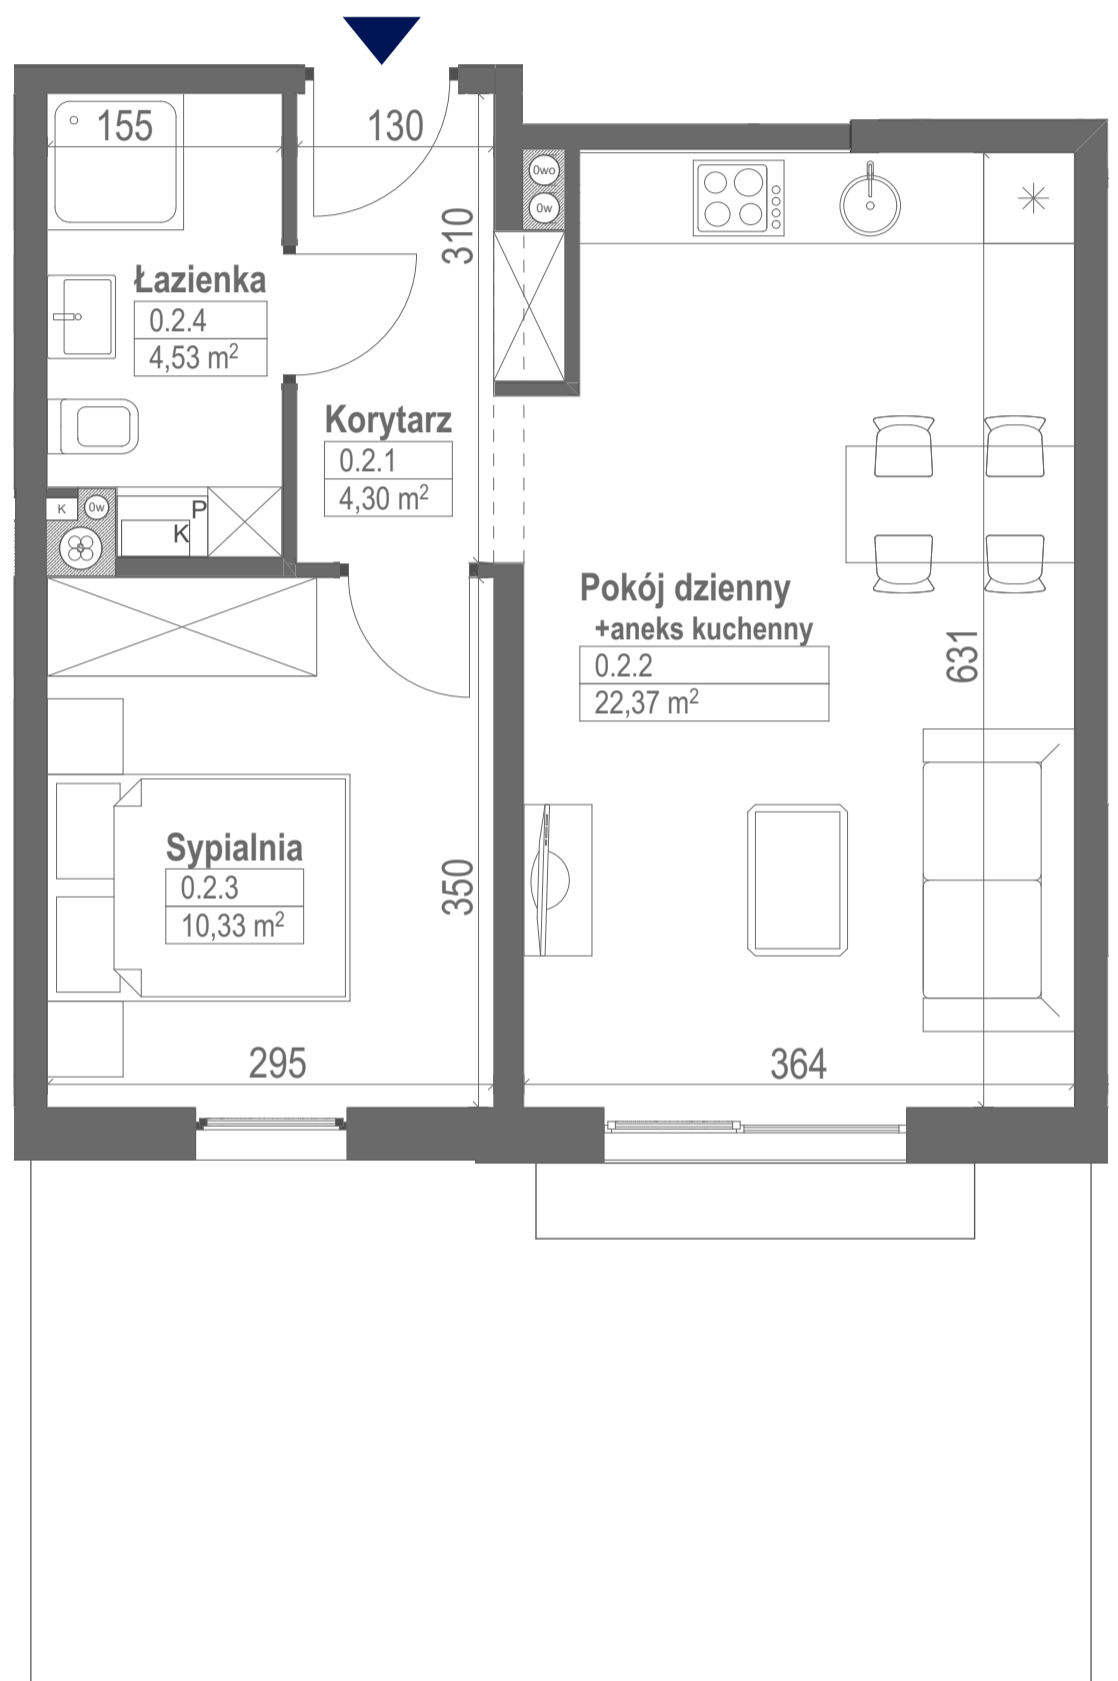 155
130
0wo
0w
310
Łazienka
0.2.4
4,53 m²
Korytarz
0.2.1
4,30 m²
K
0w
P
K
Pokój dzienny
+aneks kuchenny
0.2.2
22,37 m²
631
Sypialnia
0.2.3
10,33 m²
350
295
364